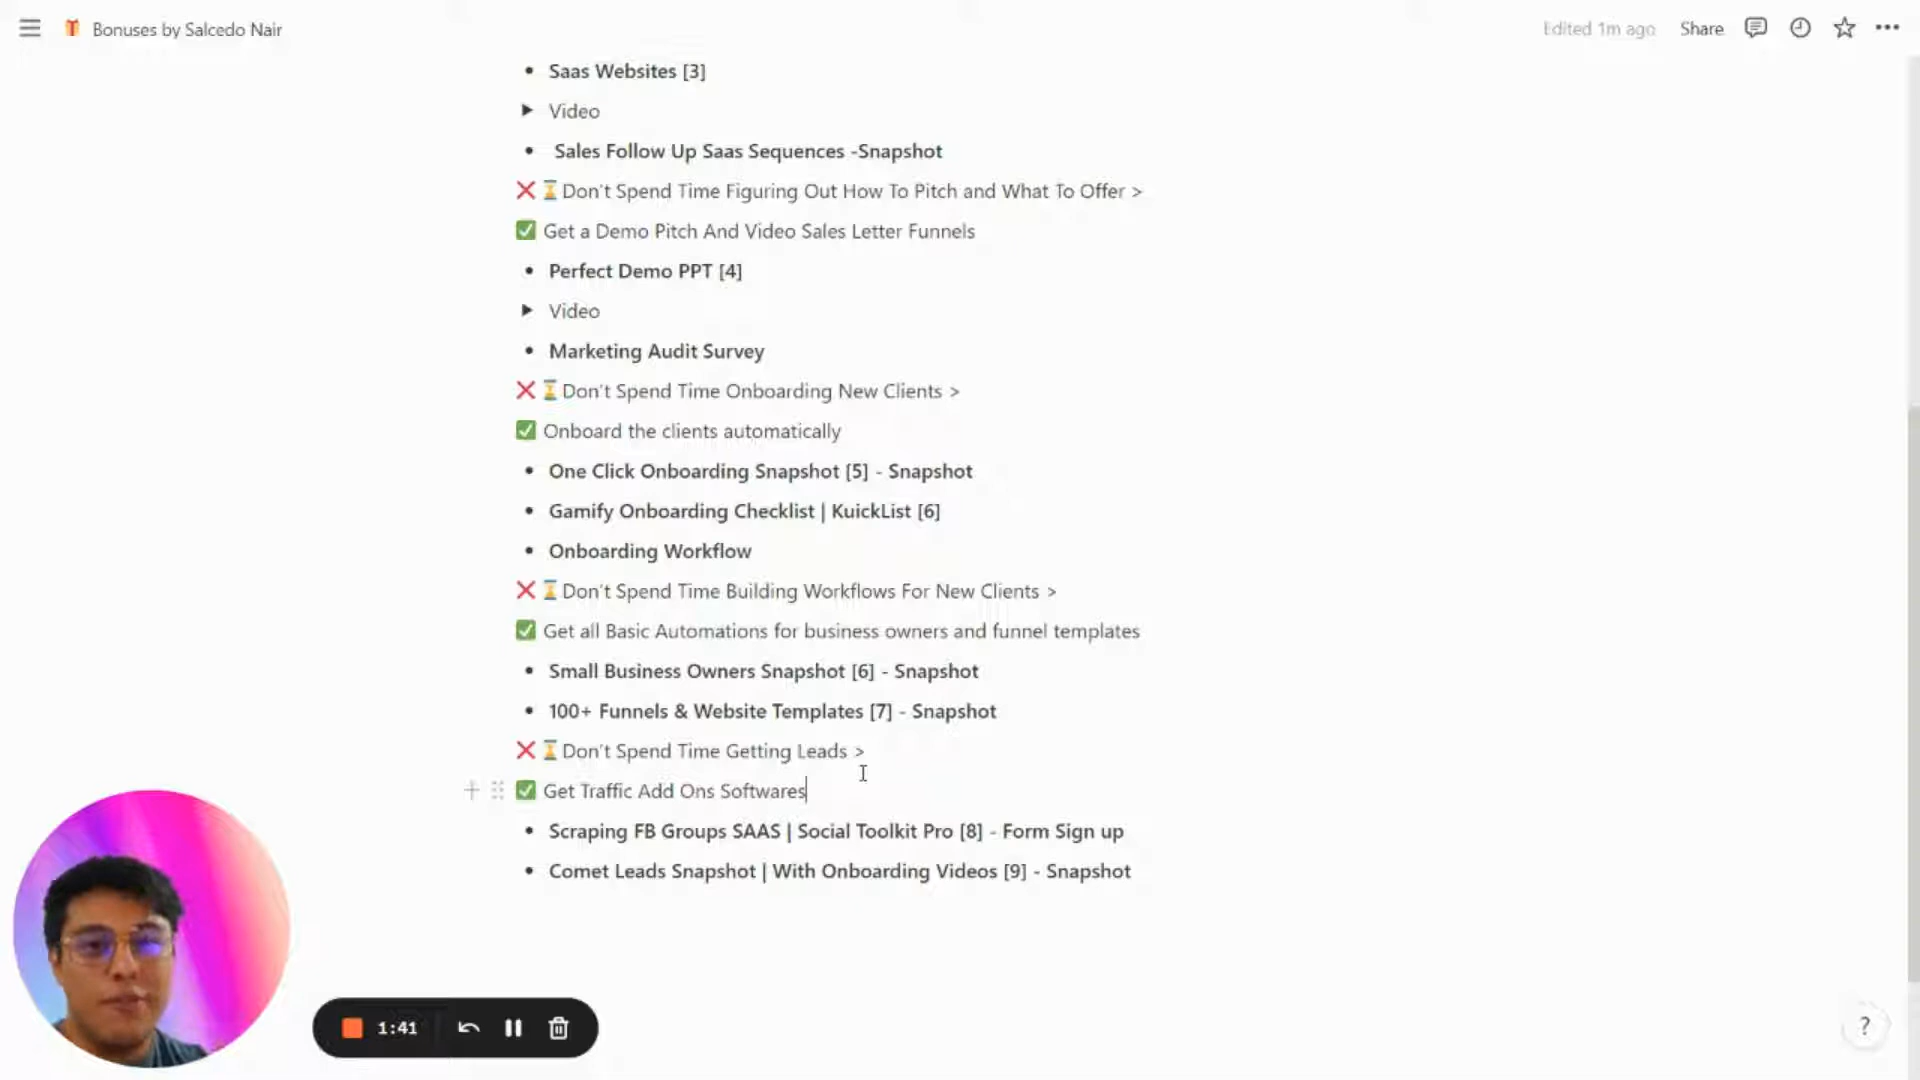 Bonuses by Salcedo Nair
Edited 1m ago
Share
Saas Websites [3]
Video
Sales Follow Up Saas Sequences -Snapshot
❌⏳Don't Spend Time Figuring Out How To Pitch and What To Offer >
✅ Get a Demo Pitch And Video Sales Letter Funnels
Perfect Demo PPT [4]
Video
Marketing Audit Survey
❌⏳Don't Spend Time Onboarding New Clients >
✅ Onboard the clients automatically
One Click Onboarding Snapshot [5] - Snapshot
Gamify Onboarding Checklist | KuickList [6]
Onboarding Workflow
❌⏳Don't Spend Time Building Workflows For New Clients >
✅ Get all Basic Automations for business owners and funnel templates
Small Business Owners Snapshot [6] - Snapshot
100+ Funnels & Website Templates [7] - Snapshot
❌⏳Don't Spend Time Getting Leads >
✅ Get Traffic Add Ons Softwares
Scraping FB Groups SAAS | Social Toolkit Pro [8] - Form Sign up
Comet Leads Snapshot | With Onboarding Videos [9] - Snapshot
1:41
?